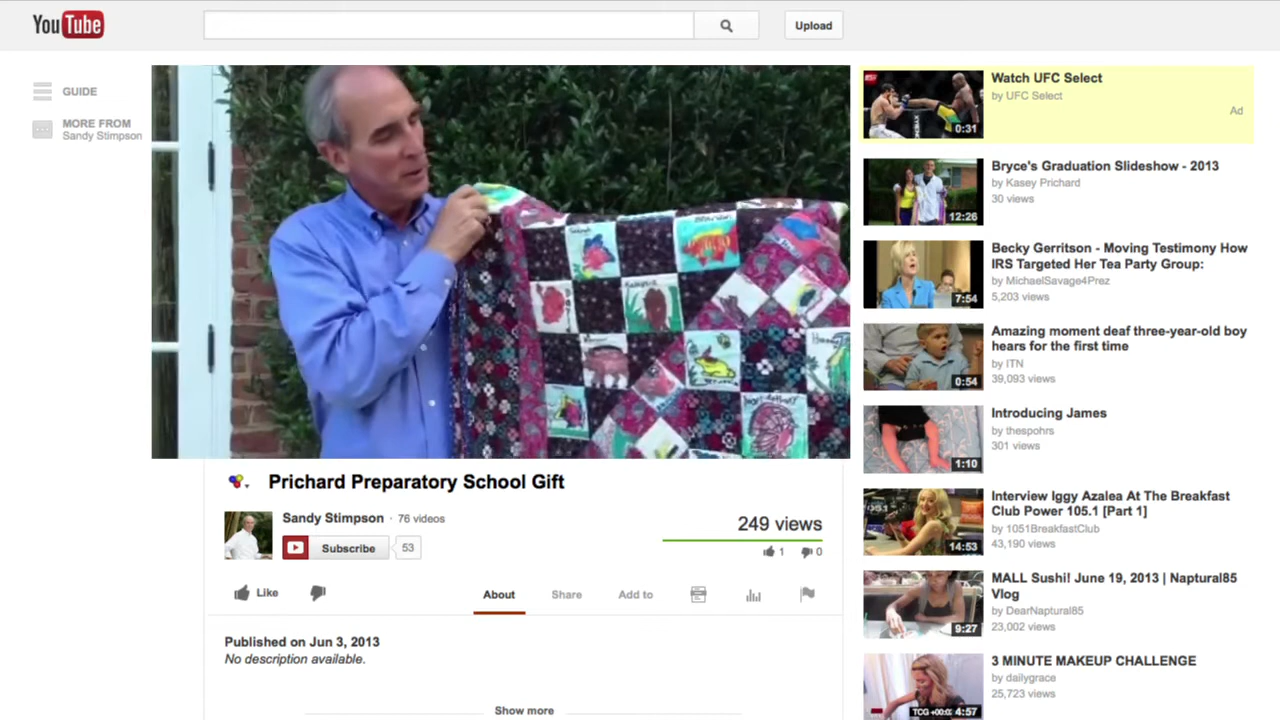 YouTube
Upload
GUIDE
MORE FROM
Sandy Stimpson
Prichard Preparatory School Gift
Sandy Stimpson · 76 videos
Subscribe 53
249 views
1 0
Like
About Share Add to
Published on Jun 3, 2013
No description available.
Show more
Watch UFC Select
by UFC Select
Ad
0:31
Bryce's Graduation Slideshow - 2013
by Kasey Prichard
30 views
12:26
Becky Gerritson - Moving Testimony How
IRS Targeted Her Tea Party Group:
by MichaelSavage4Prez
5,203 views
7:54
Amazing moment deaf three-year-old boy
hears for the first time
by ITN
39,093 views
0:54
Introducing James
by thespohrs
301 views
1:10
Interview Iggy Azalea At The Breakfast
Club Power 105.1 [Part 1]
by 1051BreakfastClub
43,190 views
14:53
MALL Sushi! June 19, 2013 | Naptural85
Vlog
by DearNaptural85
23,002 views
9:27
3 MINUTE MAKEUP CHALLENGE
by dailygrace
25,723 views
4:57